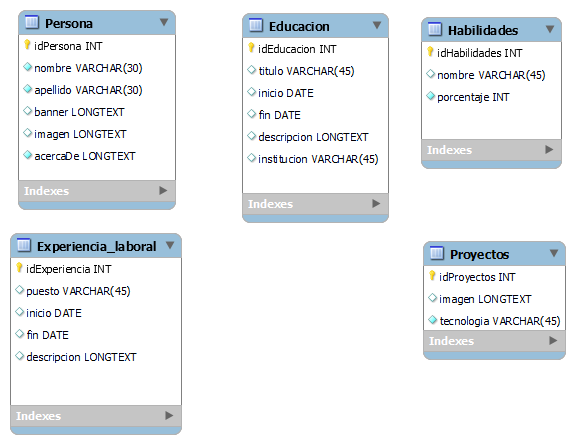 Persona
idPersona INT
nombre VARCHAR(30)
apellido VARCHAR(30)
banner LONGTEXT
imagen LONGTEXT
acercaDe LONGTEXT
Indexes
Educacion
idEducacion INT
titulo VARCHAR(45)
inicio DATE
fin DATE
descripcion LONGTEXT
institucion VARCHAR(45)
Indexes
Habilidades
idHabilidades INT
nombre VARCHAR(45)
porcentaje INT
Indexes
Experiencia_laboral
idExperiencia INT
puesto VARCHAR(45)
inicio DATE
fin DATE
descripcion LONGTEXT
Indexes
Proyectos
idProyectos INT
imagen LONGTEXT
tecnologia VARCHAR(45)
Indexes